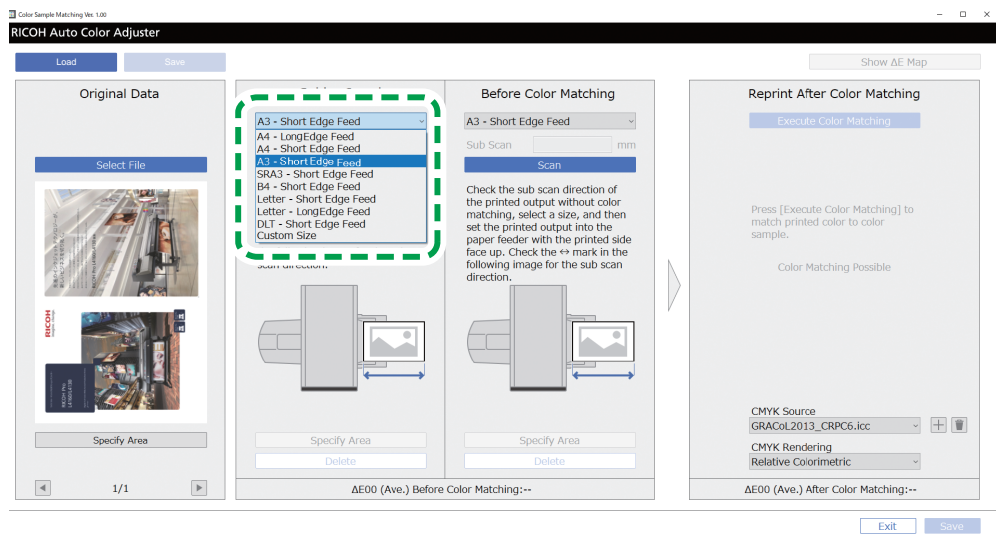 Color Sample Matching Ver. 1.00
RICOH Auto Color Adjuster
Load
Save
Show ΔE Map
Original Data
Select File
RICOH
Specify Area
1/1
A3 - Short Edge Feed
A4 - LongEdge Feed
A4 - Short Edge Feed
A3 - Short Edge Feed
SRA3 - Short Edge Feed
B4 - Short Edge Feed
Letter - Short Edge Feed
Letter - LongEdge Feed
DLT - Short Edge Feed
Custom Size
scan direction.
Specify Area
Delete
Before Color Matching
A3 - Short Edge Feed
Sub Scan
mm
Scan
Check the sub scan direction of
the printed output without color
matching, select a size, and then
set the printed output into the
paper feeder with the printed side
face up. Check the ↔ mark in the
following image for the sub scan
direction.
Specify Area
Delete
ΔE00 (Ave.) Before Color Matching:--
Reprint After Color Matching
Execute Color Matching
Press [Execute Color Matching] to
match printed color to color
sample.
Color Matching Possible
CMYK Source
GRACoL2013_CRPC6.icc
CMYK Rendering
Relative Colorimetric
ΔE00 (Ave.) After Color Matching:--
Exit
Save